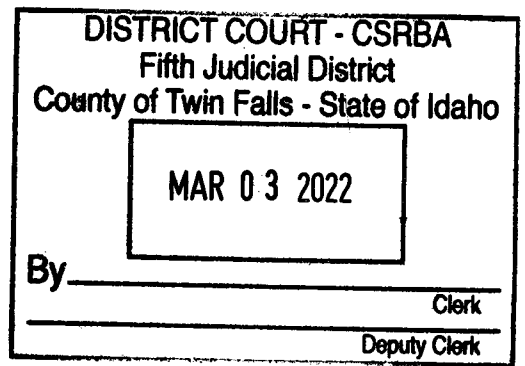 DISTRICT COURT - CSRBA
Fifth Judicial District
County of Twin Falls - State of Idaho
MAR 03 2022
By
Clerk
Deputy Clerk